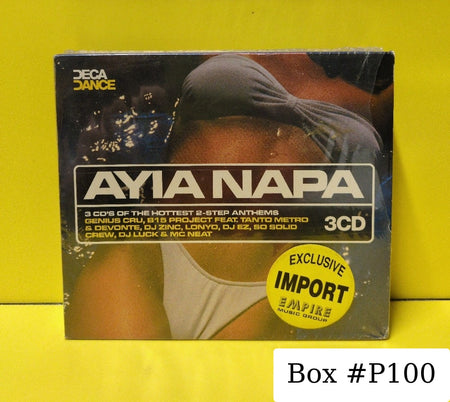 DECA
DANCE
AYIA NAPA
3 CD'S OF THE HOTTEST 2-STEP ANTHEMS
GENIUS CRU, B15 PROJECT FEAT. TANTO METRO
& DEVONTE, DJ ZINC, LONYO, DJ EZ, SO SOLID
CREW, DJ LUCK & MC NEAT
3CD
EXCLUSIVE
IMPORT
EMPIRE
MUSIC GROUP
Box #P100